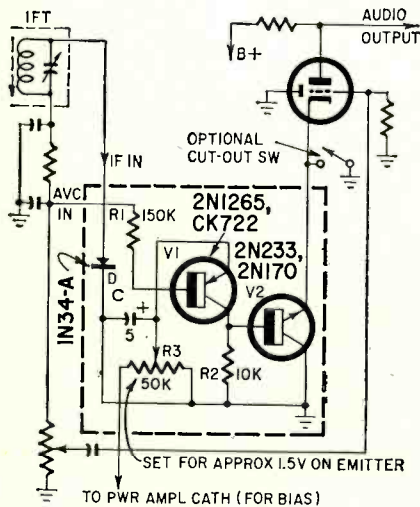 IFT
AUDIO
OUTPUT
B+
OPTIONAL
CUT-OUT SW
IF IN
AVC
IN
R1
150K
2N1265,
CK722
2N233,
2N170
V1
V2
1N34-A
D
C
+
5
R3
50K
R2
10K
SET FOR APPROX 1.5V ON EMITTER
TO PWR AMPL CATH (FOR BIAS)